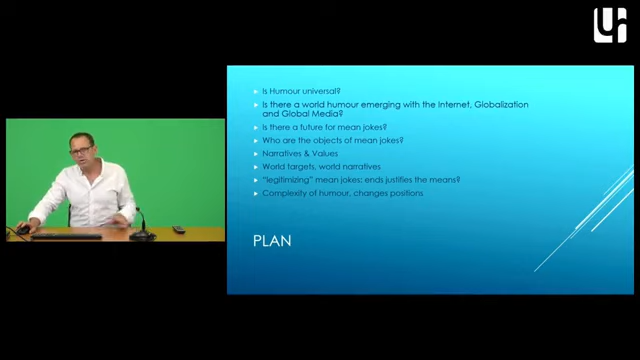 Is Humour universal?
Is there a world humour emerging with the Internet, Globalization
and Global Media?
Is there a future for mean jokes?
Who are the objects of mean jokes?
Narratives & Values
World targets, world narratives
"legitimizing" mean jokes: ends justifies the means?
Complexity of humour, changes positions
PLAN